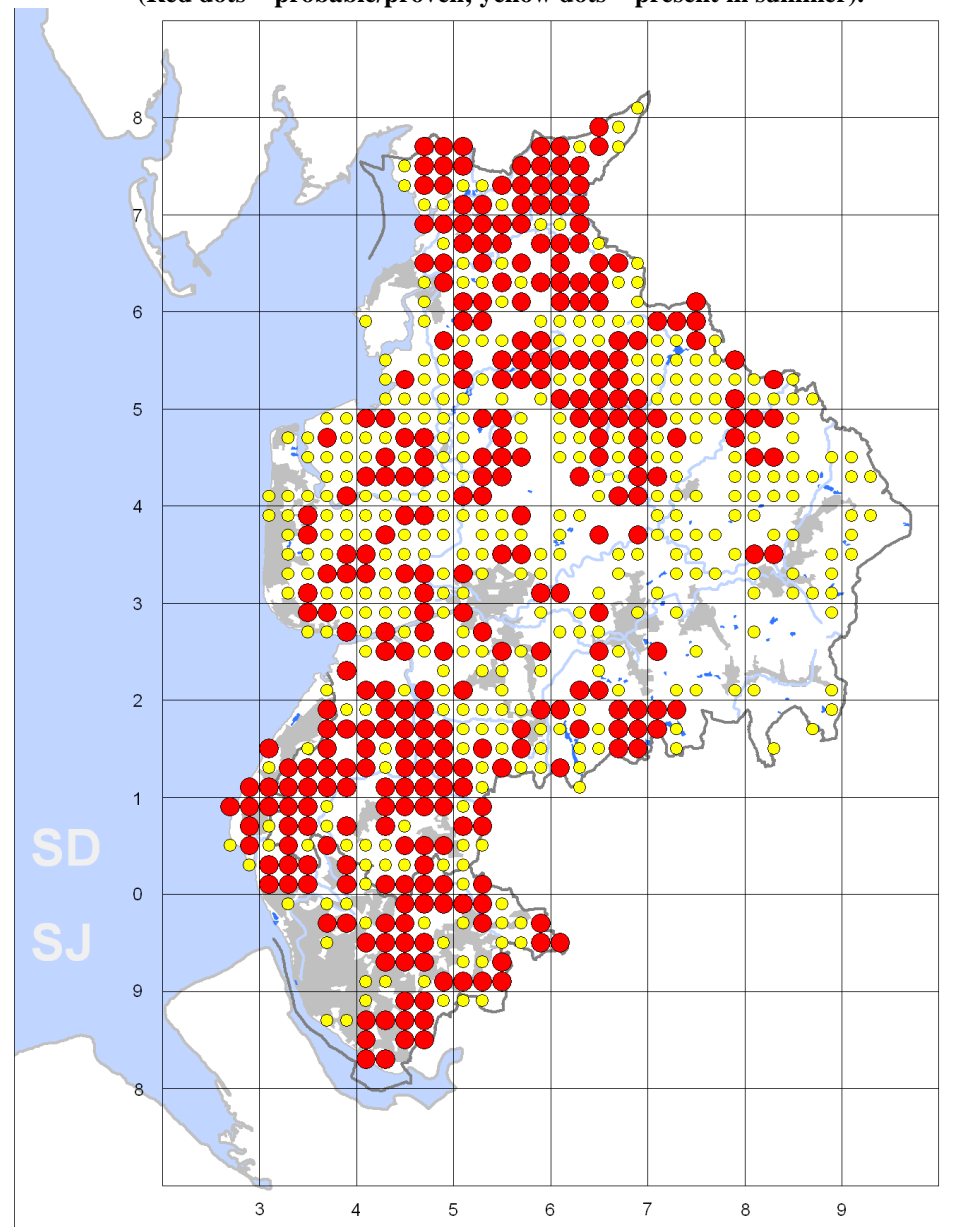 (Red dots = probable/proven, yellow dots = present in summer).
8
7
6
5
4
3
2
1
SD
0
SJ
9
8
3 4 5 6 7 8 9